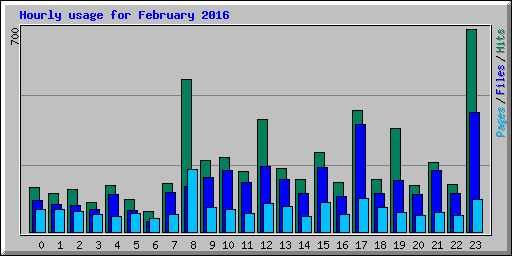 Hourly usage for February 2016
700
Pages / Files / Hits
0 1 2 3 4 5 6 7 8 9 10 11 12 13 14 15 16 17 18 19 20 21 22 23